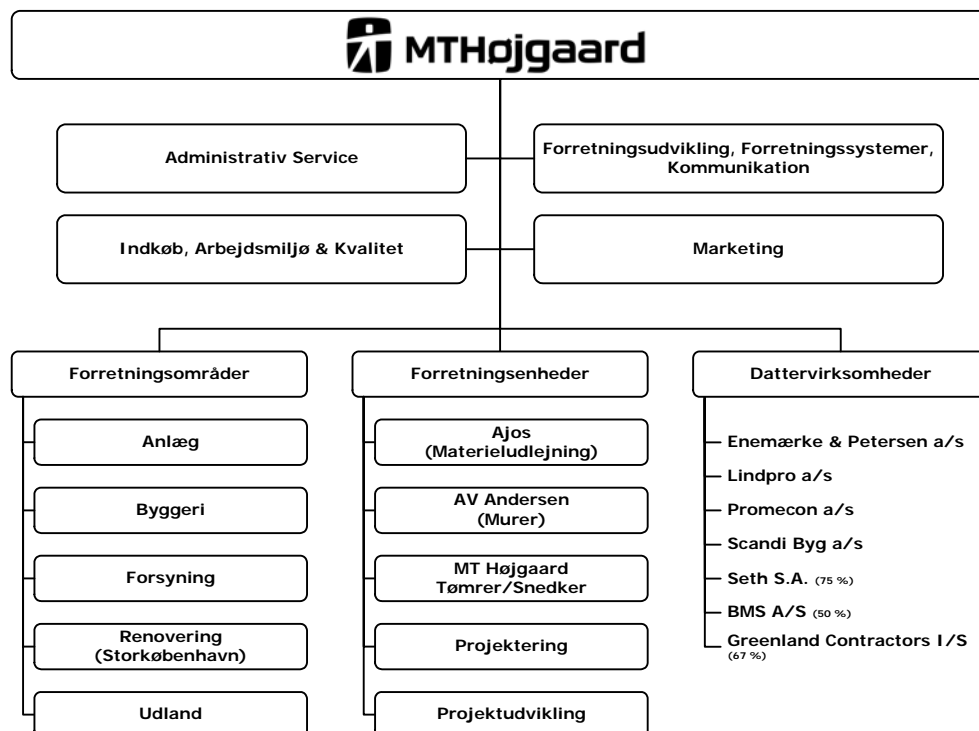 MTHøjgaard
Administrativ Service
Forretningsudvikling, Forretningssystemer,
Kommunikation
Indkøb, Arbejdsmiljø & Kvalitet
Marketing
Forretningsområder
Anlæg
Byggeri
Forsyning
Renovering
(Storkøbenhavn)
Udland
Forretningsenheder
Ajos
(Materieludlejning)
AV Andersen
(Murer)
MT Højgaard
Tømrer/Snedker
Projektering
Projektudvikling
Dattervirksomheder
Enemærke & Petersen a/s
Lindpro a/s
Promecon a/s
Scandi Byg a/s
Seth S.A. (75 %)
BMS A/S (50 %)
Greenland Contractors I/S
(67 %)